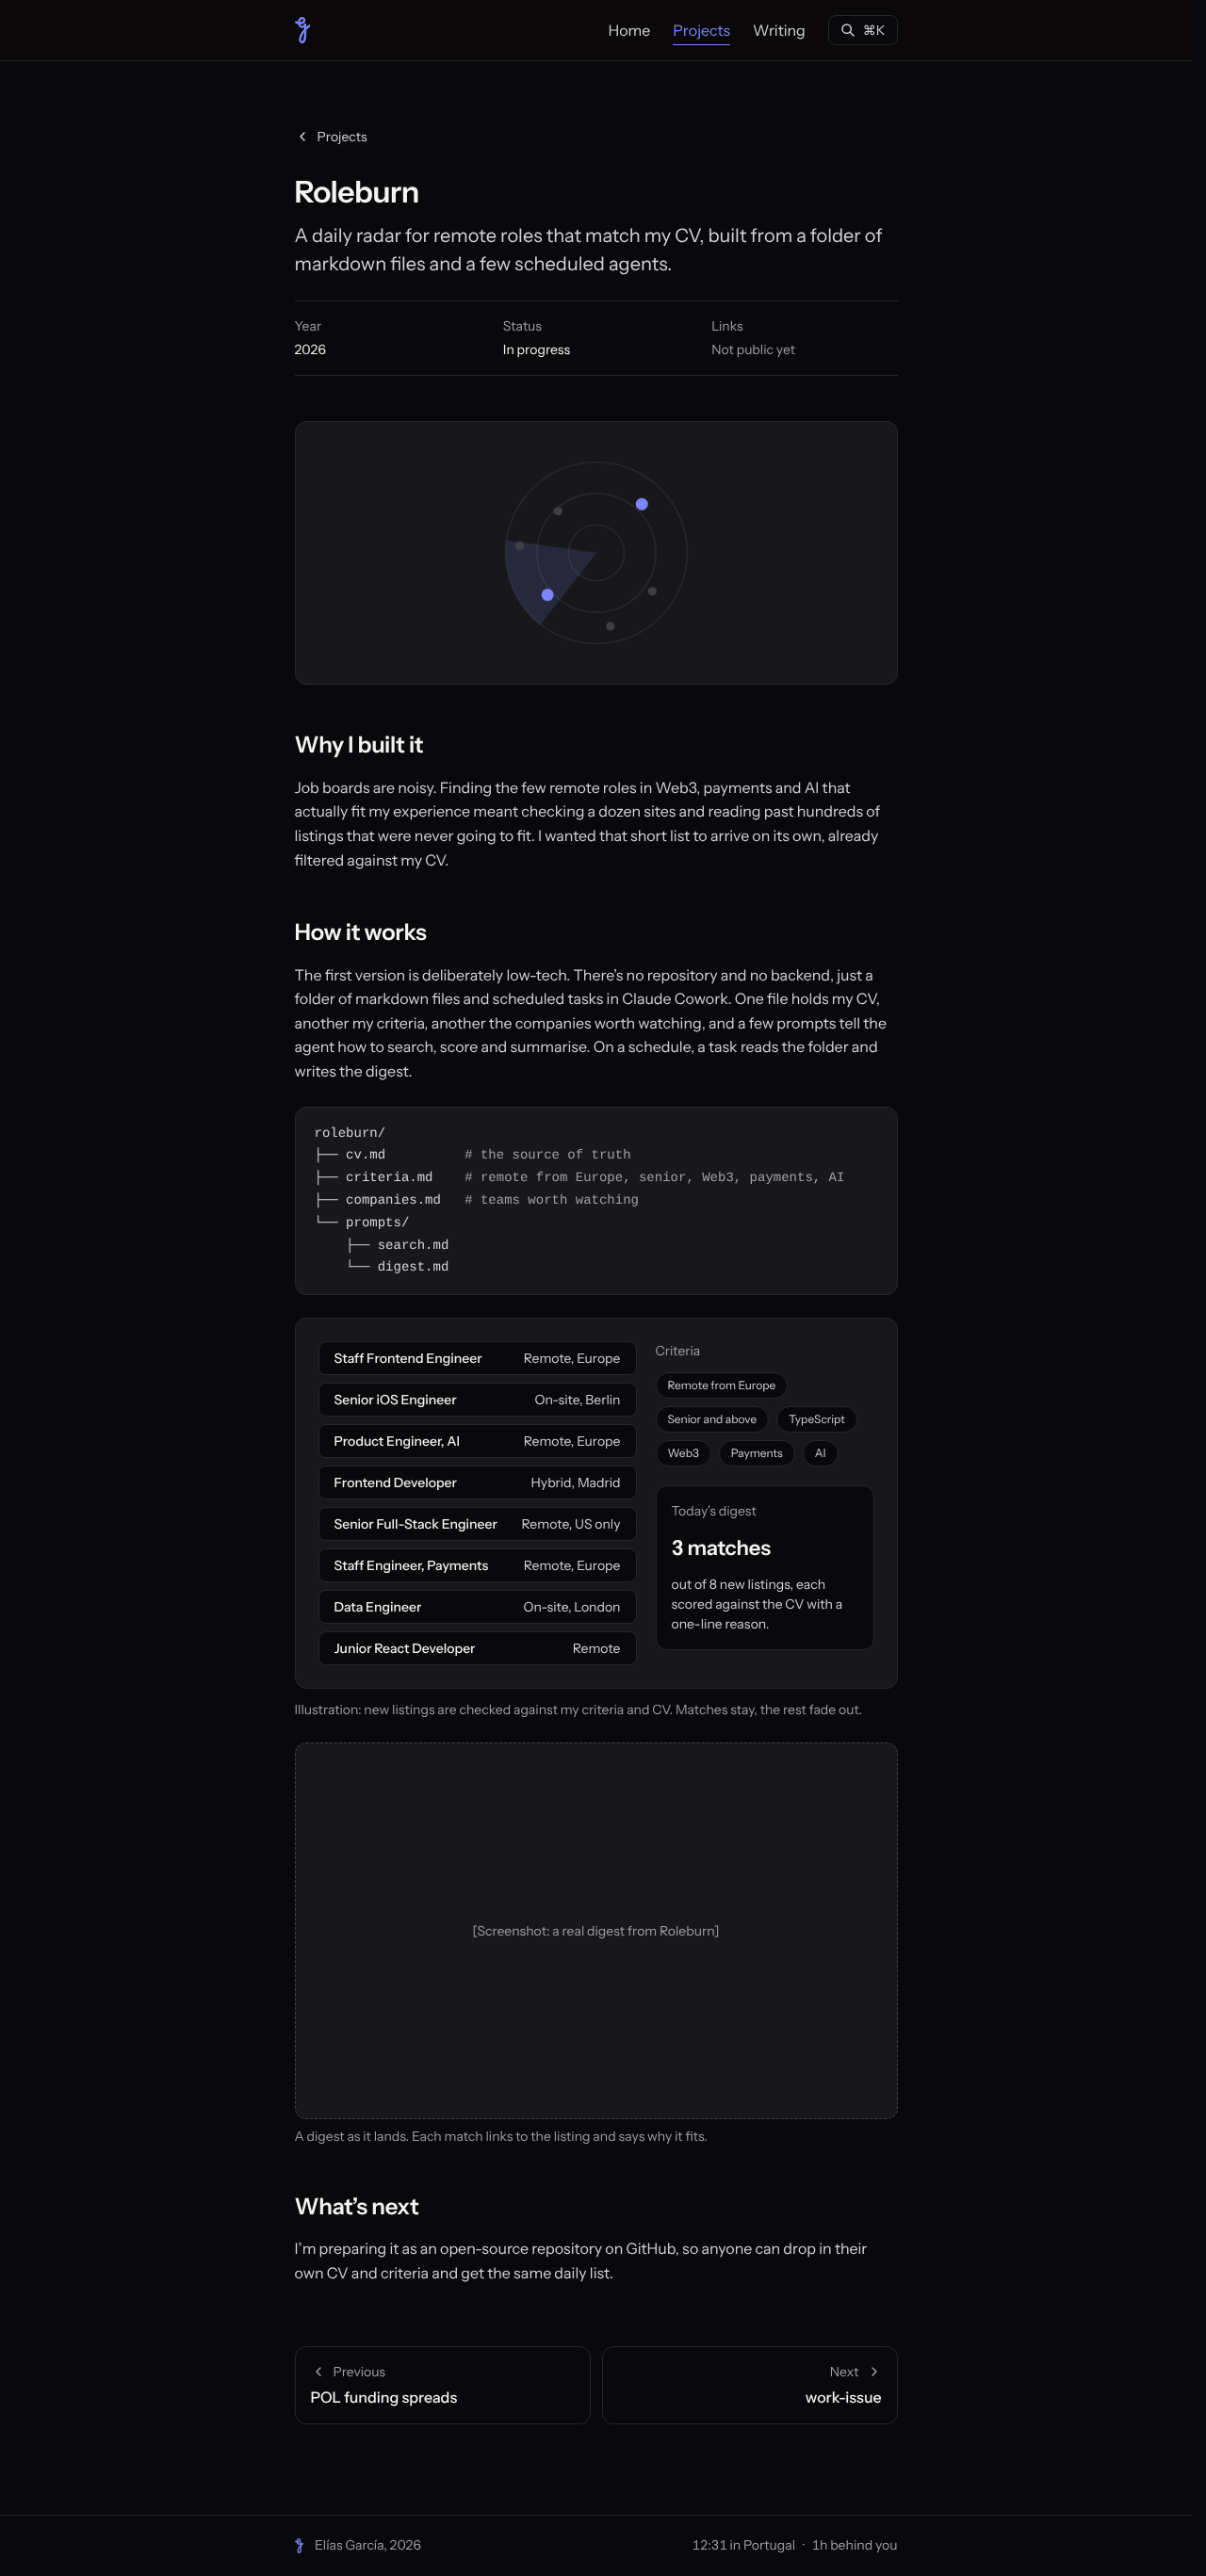 Home Projects Writing ⌘K
Projects
Roleburn
A daily radar for remote roles that match my CV, built from a folder of
markdown files and a few scheduled agents.
Year Status Links
2026 In progress Not public yet
Why I built it
Job boards are noisy. Finding the few remote roles in Web3, payments and AI that
actually fit my experience meant checking a dozen sites and reading past hundreds of
listings that were never going to fit. I wanted that short list to arrive on its own, already
filtered against my CV.
How it works
The first version is deliberately low-tech. There’s no repository and no backend, just a
folder of markdown files and scheduled tasks in Claude Cowork. One file holds my CV,
another my criteria, another the companies worth watching, and a few prompts tell the
agent how to search, score and summarise. On a schedule, a task reads the folder and
writes the digest.
roleburn/
├── cv.md # the source of truth
├── criteria.md # remote from Europe, senior, Web3, payments, AI
├── companies.md # teams worth watching
└── prompts/
    ├── search.md
    └── digest.md
Staff Frontend Engineer Remote, Europe
Senior iOS Engineer On-site, Berlin
Product Engineer, AI Remote, Europe
Frontend Developer Hybrid, Madrid
Senior Full-Stack Engineer Remote, US only
Staff Engineer, Payments Remote, Europe
Data Engineer On-site, London
Junior React Developer Remote
Criteria
Remote from Europe
Senior and above TypeScript
Web3 Payments AI
Today’s digest
3 matches
out of 8 new listings, each
scored against the CV with a
one-line reason.
Illustration: new listings are checked against my criteria and CV. Matches stay, the rest fade out.
[Screenshot: a real digest from Roleburn]
A digest as it lands. Each match links to the listing and says why it fits.
What’s next
I’m preparing it as an open-source repository on GitHub, so anyone can drop in their
own CV and criteria and get the same daily list.
Previous
POL funding spreads
Next
work-issue
Elías García, 2026 12:31 in Portugal · 1h behind you